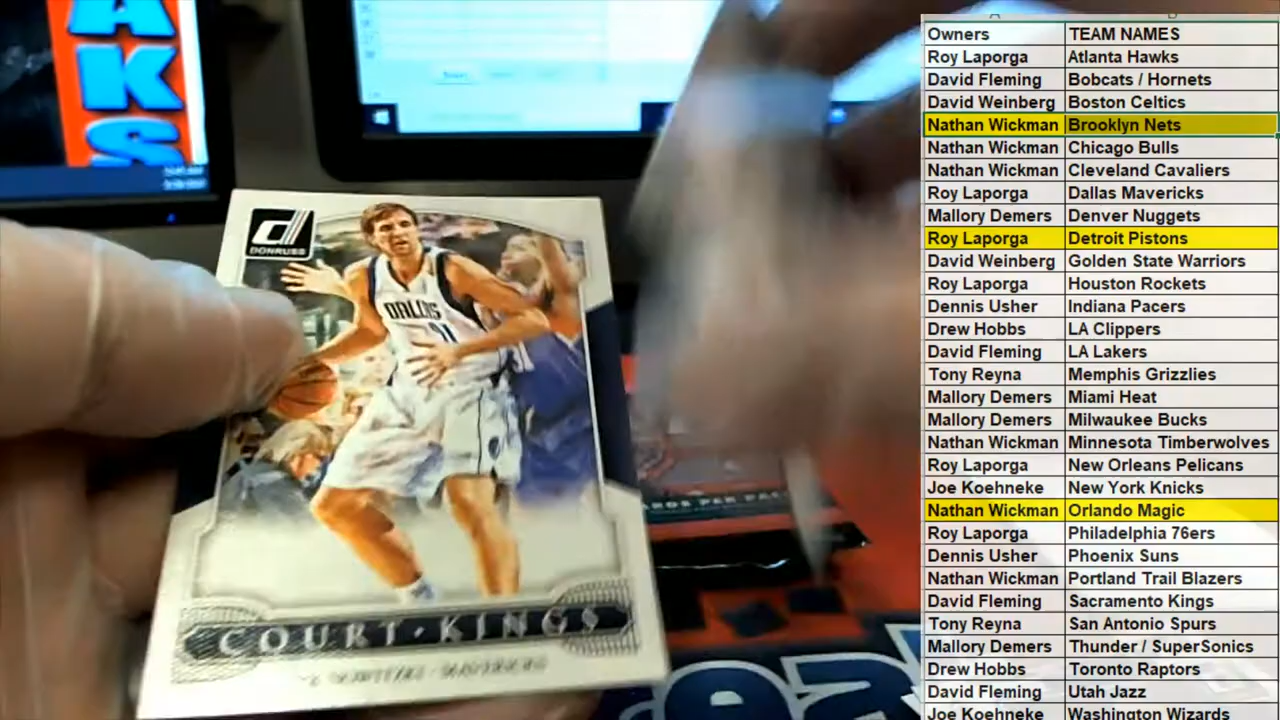 AKS
Owners TEAM NAMES
Roy Laporga Atlanta Hawks
David Fleming Bobcats / Hornets
David Weinberg Boston Celtics
Nathan Wickman Brooklyn Nets
Nathan Wickman Chicago Bulls
Nathan Wickman Cleveland Cavaliers
Roy Laporga Dallas Mavericks
Mallory Demers Denver Nuggets
Roy Laporga Detroit Pistons
David Weinberg Golden State Warriors
Roy Laporga Houston Rockets
Dennis Usher Indiana Pacers
Drew Hobbs LA Clippers
David Fleming LA Lakers
Tony Reyna Memphis Grizzlies
Mallory Demers Miami Heat
Mallory Demers Milwaukee Bucks
Nathan Wickman Minnesota Timberwolves
Roy Laporga New Orleans Pelicans
Joe Koehneke New York Knicks
Nathan Wickman Orlando Magic
Roy Laporga Philadelphia 76ers
Dennis Usher Phoenix Suns
Nathan Wickman Portland Trail Blazers
David Fleming Sacramento Kings
Tony Reyna San Antonio Spurs
Mallory Demers Thunder / SuperSonics
Drew Hobbs Toronto Raptors
David Fleming Utah Jazz
Joe Koehneke Washington Wizards
d
DONRUSS
DALLAS
COURT · KINGS